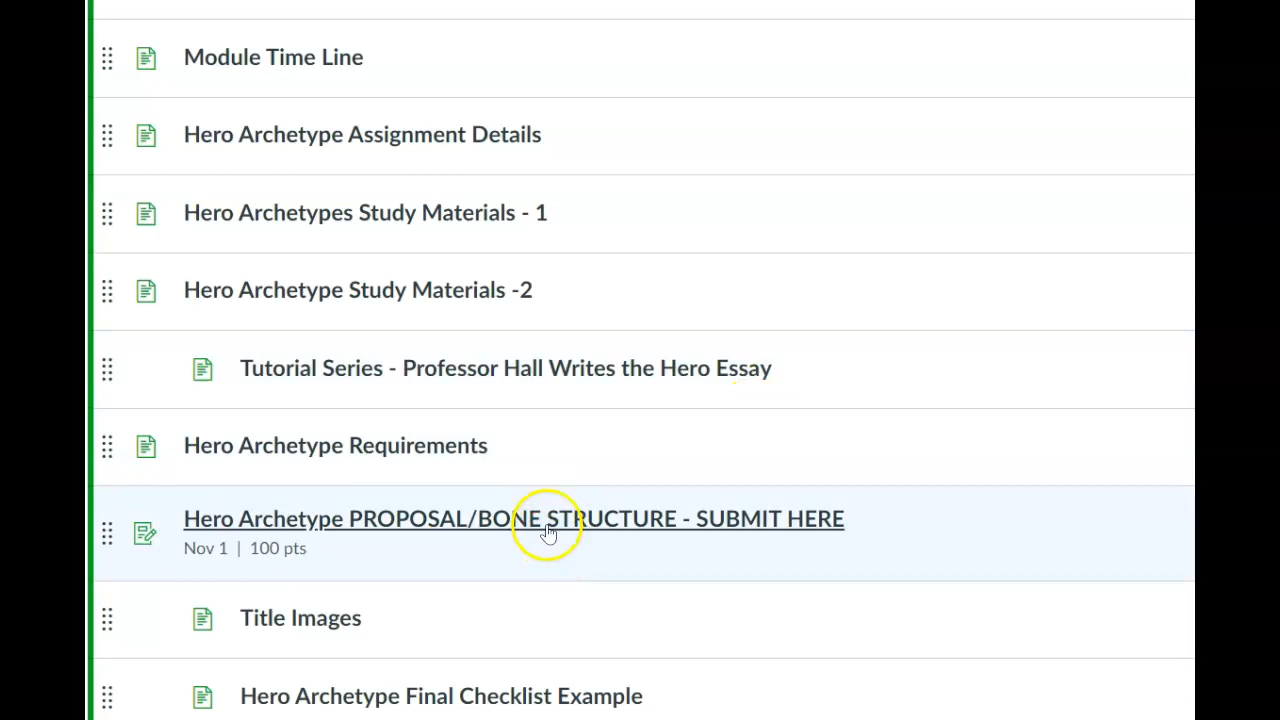 Module Time Line
Hero Archetype Assignment Details
Hero Archetypes Study Materials - 1
Hero Archetype Study Materials -2
Tutorial Series - Professor Hall Writes the Hero Essay
Hero Archetype Requirements
Hero Archetype PROPOSAL/BONE STRUCTURE - SUBMIT HERE
Nov 1 | 100 pts
Title Images
Hero Archetype Final Checklist Example